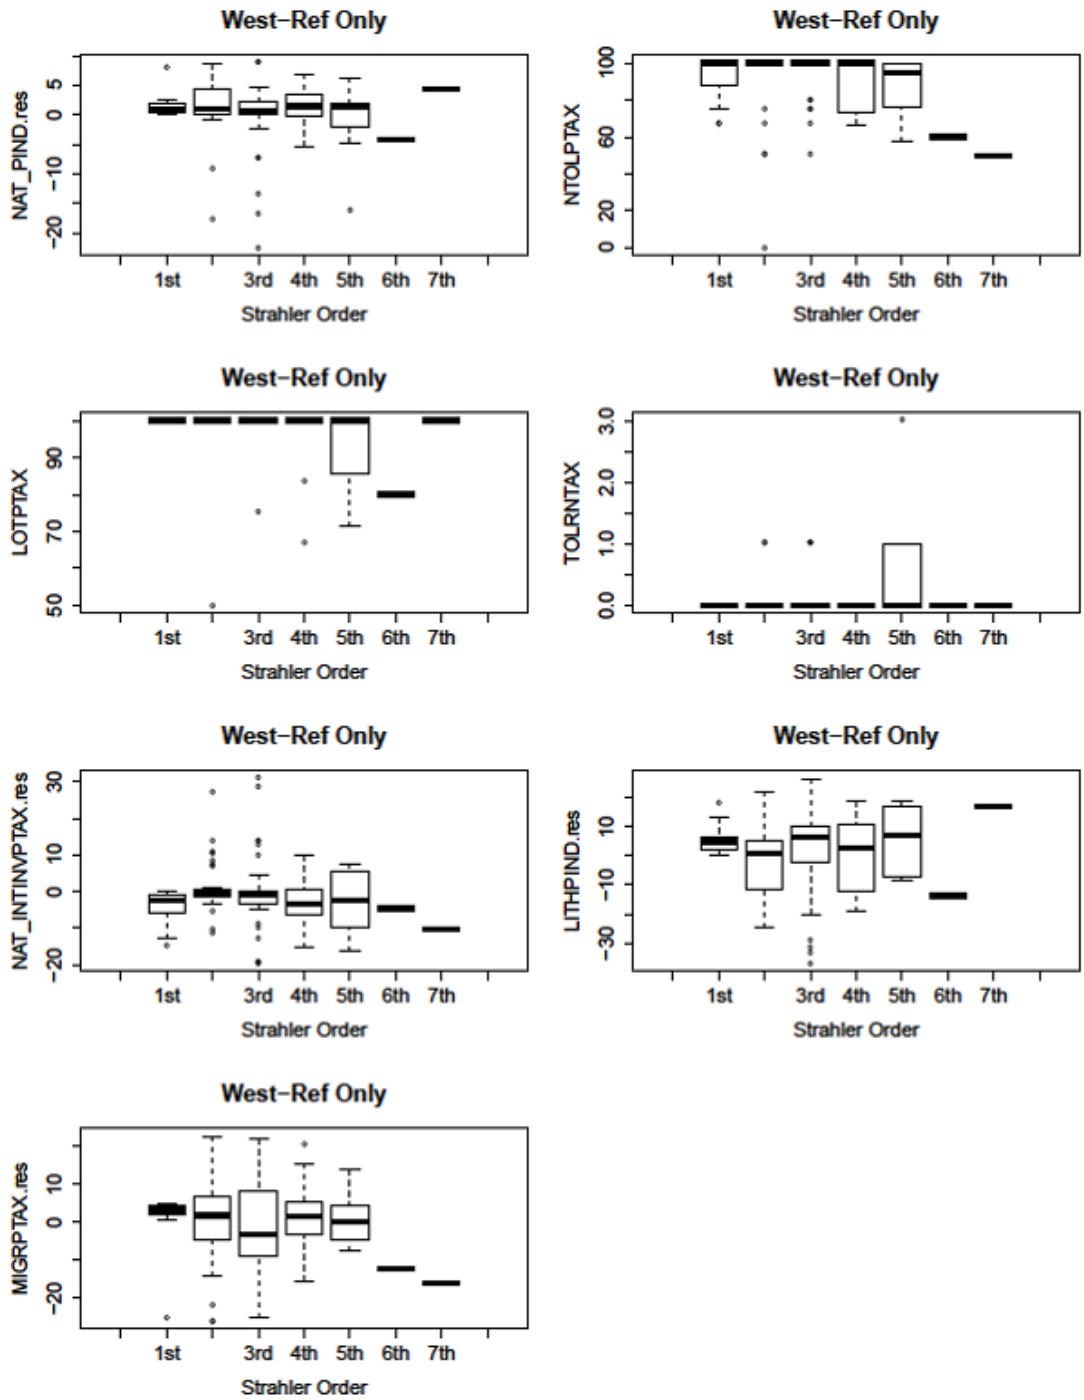 West-Ref Only
NAT_PIND.res
5
0
-10
-20
1st 3rd 4th 5th 6th 7th
Strahler Order
West-Ref Only
NTOLPTAX
100
60
20
0
1st 3rd 4th 5th 6th 7th
Strahler Order
West-Ref Only
LOTPTAX
90
70
50
1st 3rd 4th 5th 6th 7th
Strahler Order
West-Ref Only
TOLRNTAX
3.0
2.0
1.0
0.0
1st 3rd 4th 5th 6th 7th
Strahler Order
West-Ref Only
NAT_INTINVPTAX.res
30
10
0
-20
1st 3rd 4th 5th 6th 7th
Strahler Order
West-Ref Only
LITHPIND.res
10
-10
-30
1st 3rd 4th 5th 6th 7th
Strahler Order
West-Ref Only
MIGRPTAX.res
10
0
-20
1st 3rd 4th 5th 6th 7th
Strahler Order